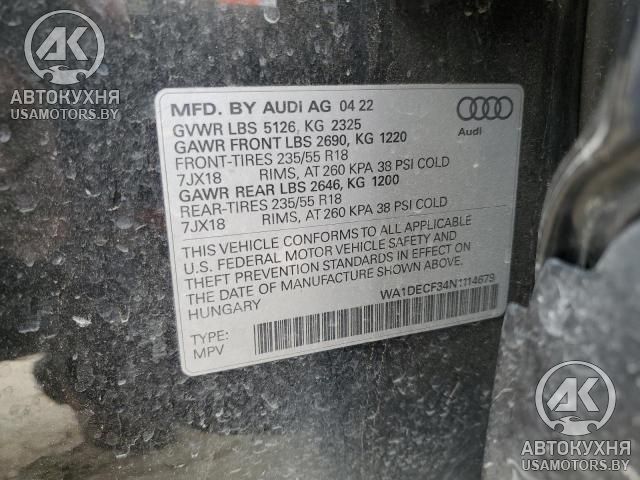 AK
АВТОКУХНЯ
USAMOTORS.BY
MFD. BY AUDI AG 04 22
GVWR LBS 5126, KG 2325
GAWR FRONT LBS 2690, KG 1220
FRONT-TIRES 235/55 R18
7JX18 RIMS, AT 260 KPA 38 PSI COLD
GAWR REAR LBS 2646, KG 1200
REAR-TIRES 235/55 R18
7JX18 RIMS, AT 260 KPA 38 PSI COLD
Audi
THIS VEHICLE CONFORMS TO ALL APPLICABLE
U.S. FEDERAL MOTOR VEHICLE SAFETY AND
THEFT PREVENTION STANDARDS IN EFFECT ON
THE DATE OF MANUFACTURE SHOWN ABOVE.
HUNGARY
WA1DECF34N1114679
TYPE:
MPV
AK
АВТОКУХНЯ
USAMOTORS.BY